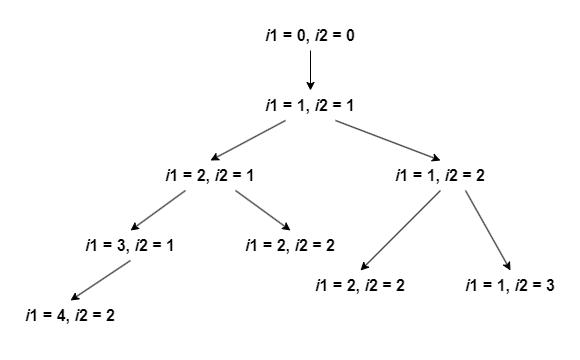 i1 = 0, i2 = 0
i1 = 1, i2 = 1
i1 = 2, i2 = 1
i1 = 1, i2 = 2
i1 = 3, i2 = 1
i1 = 2, i2 = 2
i1 = 2, i2 = 2
i1 = 1, i2 = 3
i1 = 4, i2 = 2